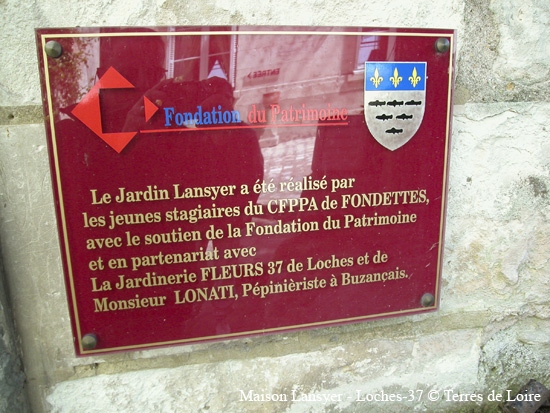 Fondation du Patrimoine
Le Jardin Lansyer a été réalisé par
les jeunes stagiaires du CFPPA de FONDETTES,
avec le soutien de la Fondation du Patrimoine
et en partenariat avec
La Jardinerie FLEURS 37 de Loches et de
Monsieur LONATI, Pépinièriste à Buzançais.
Maison Lansyer - Loches-37 © Terres de Loire